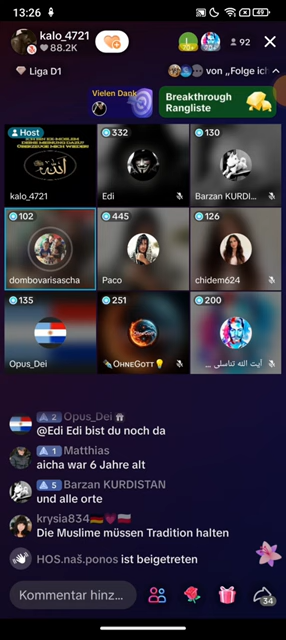 13:26
49
kalo_4721
88.2K
92
Liga D1
von „Folge ich
Vielen Dank
Breakthrough
Rangliste
Host
332
130
kalo_4721
Edi
Barzan KURDI...
102
445
126
dombovarisascha
Paco
chidem624
135
251
200
Opus_Dei
OHNEGOTT
2 Opus_Dei
@Edi Edi bist du noch da
1 Matthias
aicha war 6 Jahre alt
5 Barzan KURDISTAN
und alle orte
krysia834
Die Muslime müssen Tradition halten
HOS.naš.ponos ist beigetreten
Kommentar hinz...
34